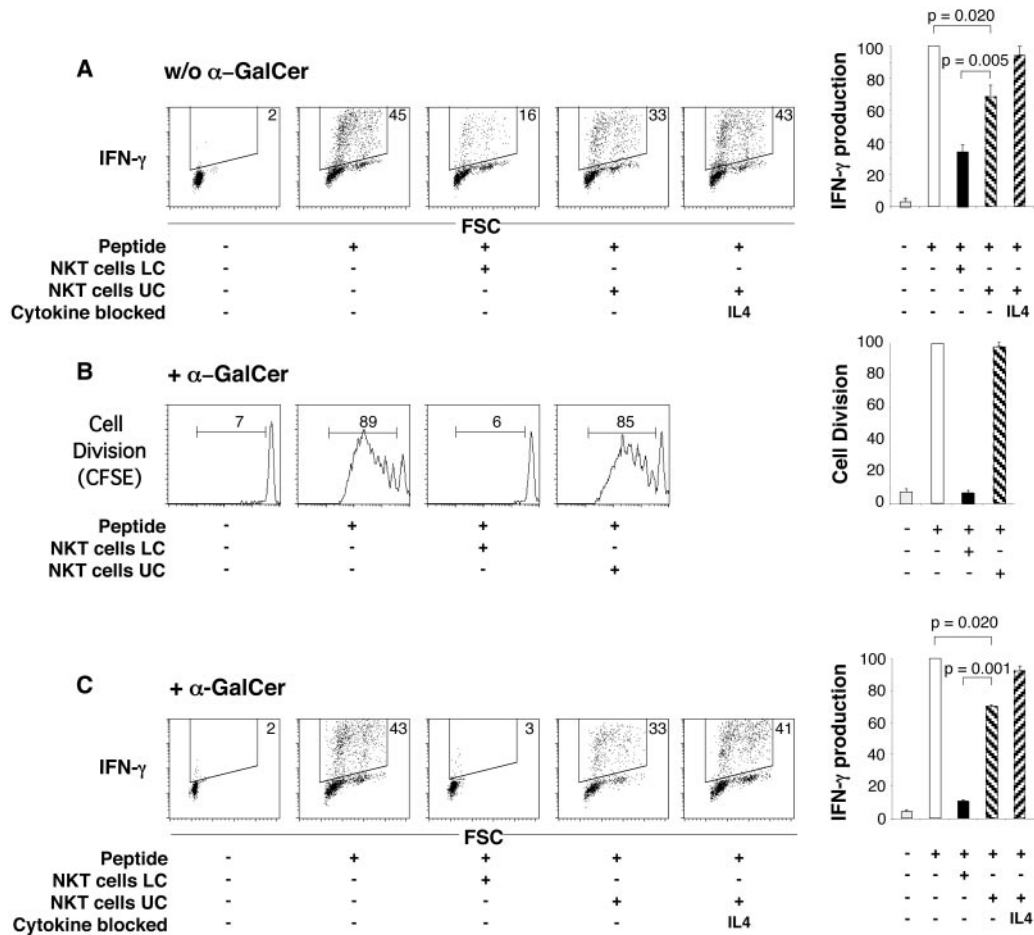 A w/o α–GalCer
IFN-γ
2
45
16
33
43
FSC
Peptide - + + + +
NKT cells LC - - + - -
NKT cells UC - - - + +
Cytokine blocked - - - - IL4
p = 0.020
p = 0.005
IFN-γ production
100
80
60
40
20
0
- + + + +
- - + - -
- - - + +
- - - - IL4
B + α–GalCer
Cell
Division
(CFSE)
7
89
6
85
Peptide - + + +
NKT cells LC - - + -
NKT cells UC - - - +
Cell Division
100
80
60
40
20
0
- + + +
- - + -
- - - +
C + α-GalCer
IFN-γ
2
43
3
33
41
FSC
Peptide - + + + +
NKT cells LC - - + - -
NKT cells UC - - - + +
Cytokine blocked - - - - IL4
p = 0.020
p = 0.001
IFN-γ production
100
80
60
40
20
0
- + + + +
- - + - -
- - - + +
- - - - IL4